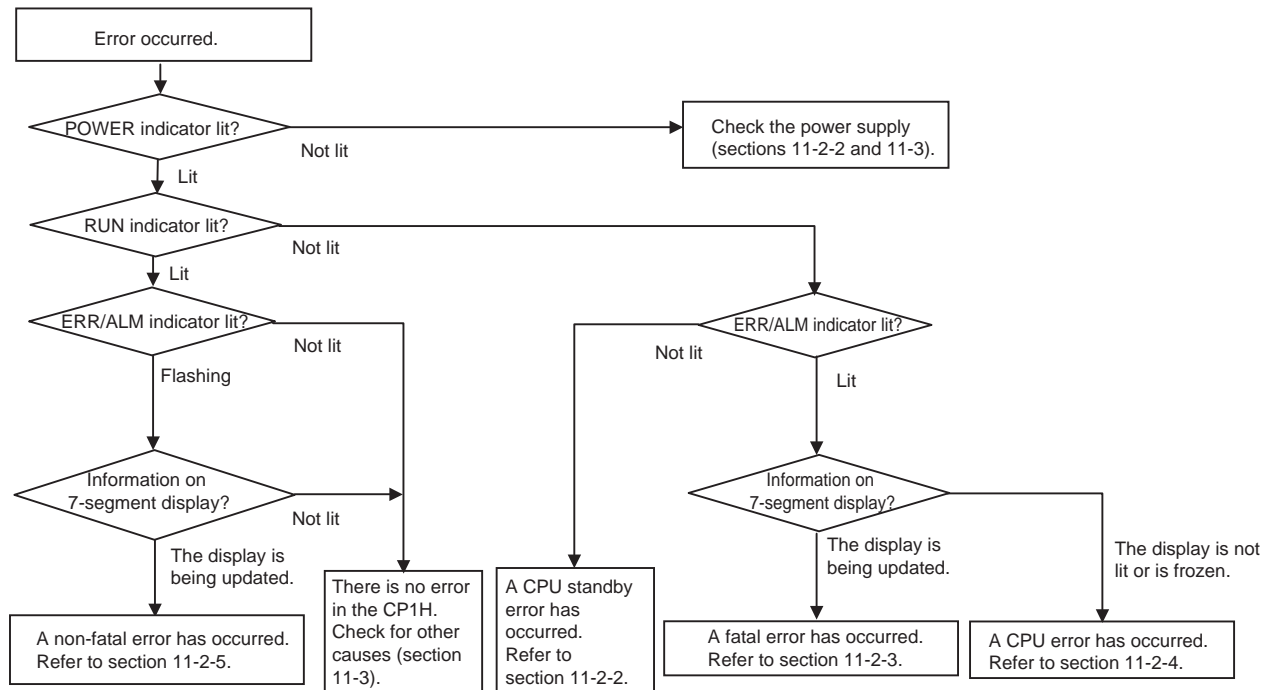 Error occurred.
POWER indicator lit?
Not lit
Check the power supply
(sections 11-2-2 and 11-3).
Lit
RUN indicator lit?
Not lit
Lit
ERR/ALM indicator lit?
Not lit
Flashing
ERR/ALM indicator lit?
Not lit
Lit
Information on
7-segment display?
Not lit
The display is
being updated.
Information on
7-segment display?
The display is
being updated.
The display is not
lit or is frozen.
A non-fatal error has occurred.
Refer to section 11-2-5.
There is no error
in the CP1H.
Check for other
causes (section
11-3).
A CPU standby
error has
occurred.
Refer to
section 11-2-2.
A fatal error has occurred.
Refer to section 11-2-3.
A CPU error has occurred.
Refer to section 11-2-4.